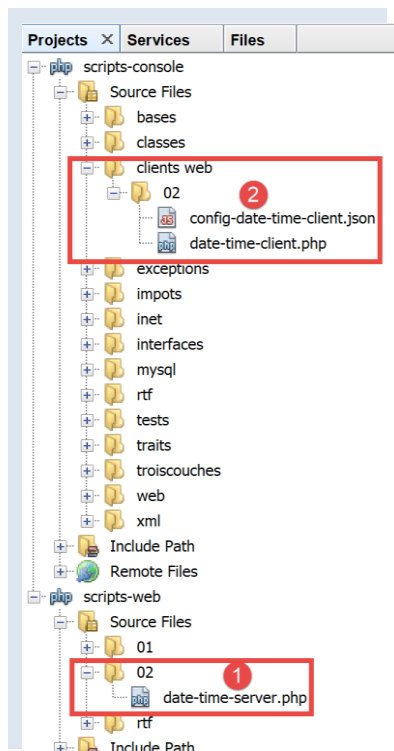 Projects × Services Files
php scripts-console
Source Files
bases
classes
clients web
02 2
JS config-date-time-client.json
php date-time-client.php
exceptions
impots
inet
interfaces
mysql
rtf
tests
traits
troiscouches
web
xml
Include Path
Remote Files
php scripts-web
Source Files
01
02 1
php date-time-server.php
rtf
Include Path